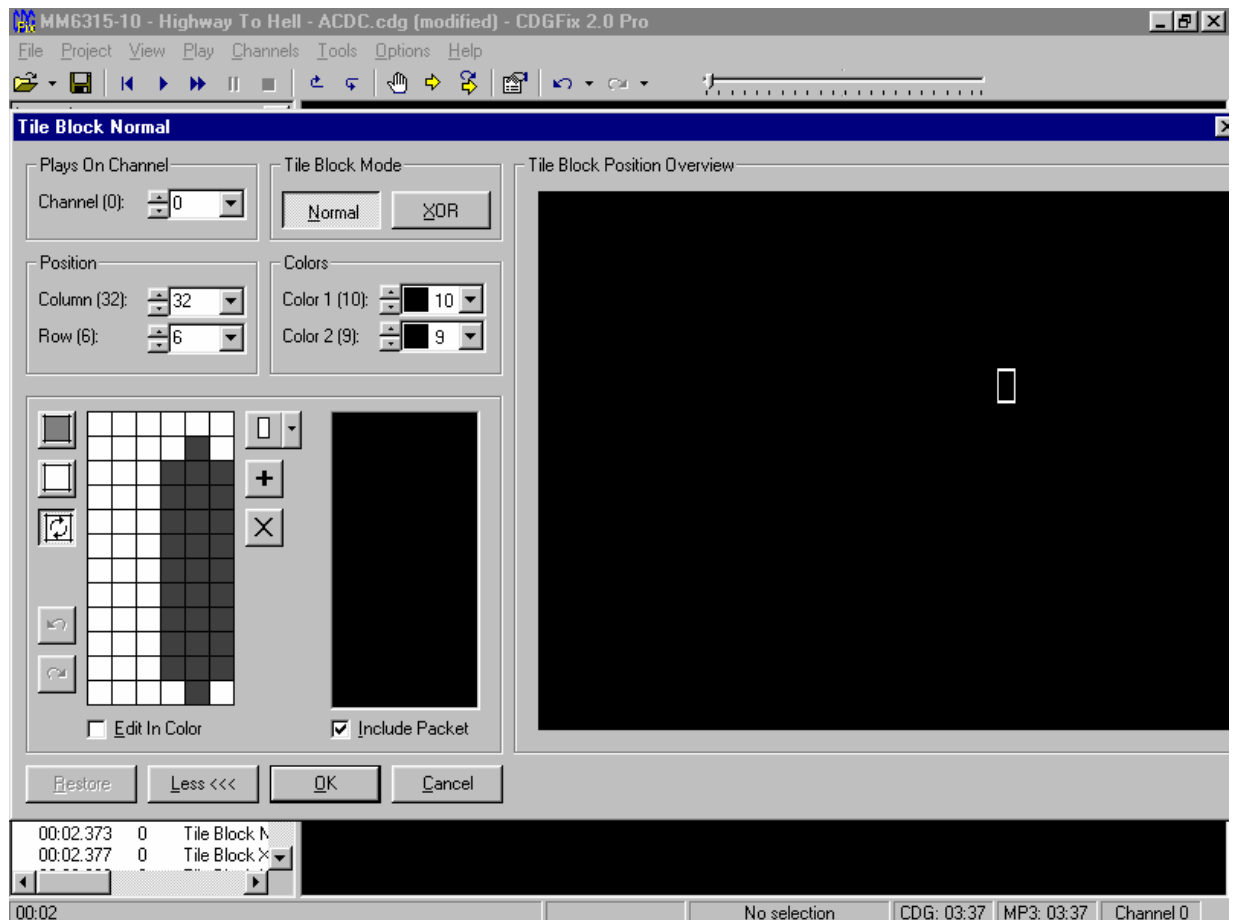 MM6315-10 - Highway To Hell - ACDC.cdg (modified) - CDGFix 2.0 Pro
File Project View Play Channels Tools Options Help
Tile Block Normal
Plays On Channel
Channel (0): 0
Tile Block Mode
Normal XOR
Tile Block Position Overview
Position
Column (32): 32
Row (6): 6
Colors
Color 1 (10): 10
Color 2 (9): 9
Edit In Color
Include Packet
Restore Less <<< OK Cancel
00:02.373 0 Tile Block N
00:02.377 0 Tile Block X
00:02 No selection CDG: 03:37 MP3: 03:37 Channel 0